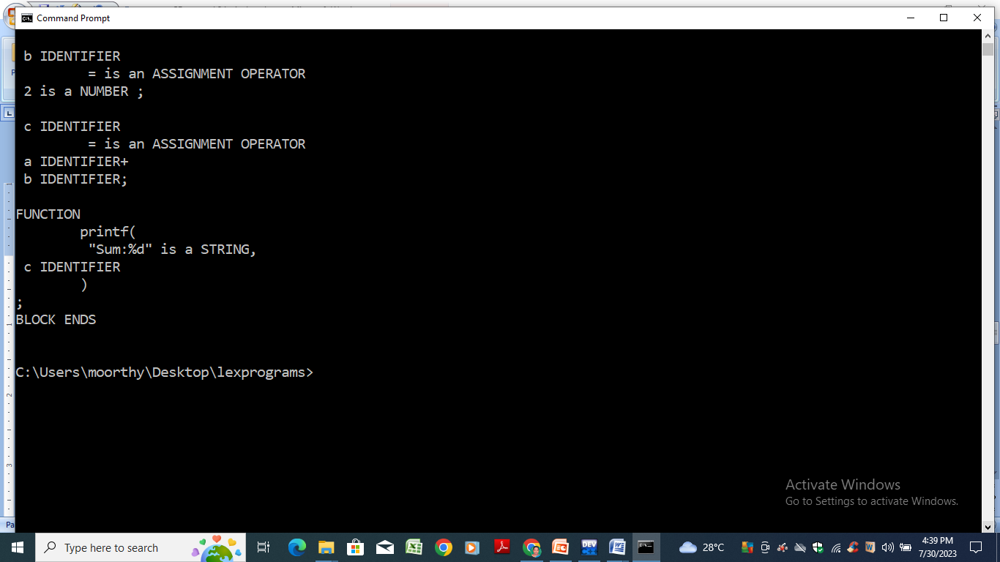 Command Prompt
b IDENTIFIER
= is an ASSIGNMENT OPERATOR
2 is a NUMBER ;
c IDENTIFIER
= is an ASSIGNMENT OPERATOR
a IDENTIFIER+
b IDENTIFIER;
FUNCTION
printf(
"Sum:%d" is a STRING,
c IDENTIFIER
)
;
BLOCK ENDS
C:\Users\moorthy\Desktop\lexprograms>
Activate Windows
Go to Settings to activate Windows.
Pa
Type here to search
DEV
28°C
4:39 PM
7/30/2023